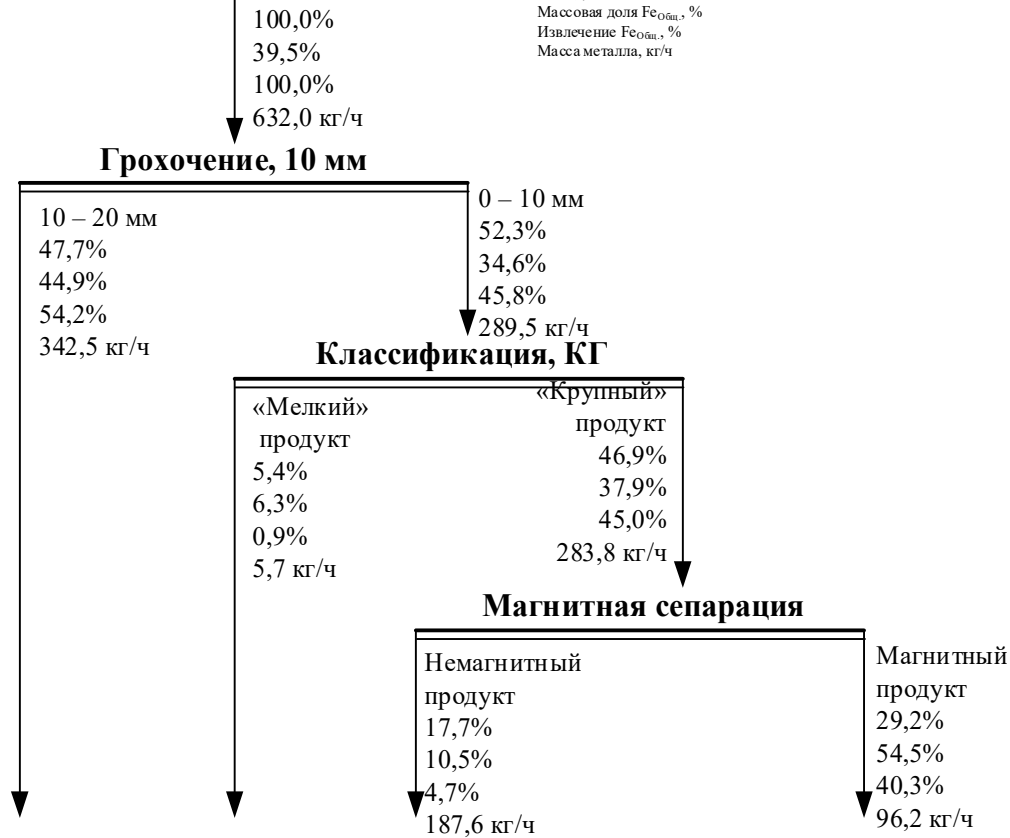 Массовая доля FeОбщ., %
Извлечение FeОбщ., %
Масса металла, кг/ч
100,0%
39,5%
100,0%
632,0 кг/ч
Грохочение, 10 мм
10 – 20 мм
47,7%
44,9%
54,2%
342,5 кг/ч
0 – 10 мм
52,3%
34,6%
45,8%
289,5 кг/ч
Классификация, КГ
«Мелкий»
продукт
5,4%
6,3%
0,9%
5,7 кг/ч
«Крупный»
продукт
46,9%
37,9%
45,0%
283,8 кг/ч
Магнитная сепарация
Немагнитный
продукт
17,7%
10,5%
4,7%
187,6 кг/ч
Магнитный
продукт
29,2%
54,5%
40,3%
96,2 кг/ч